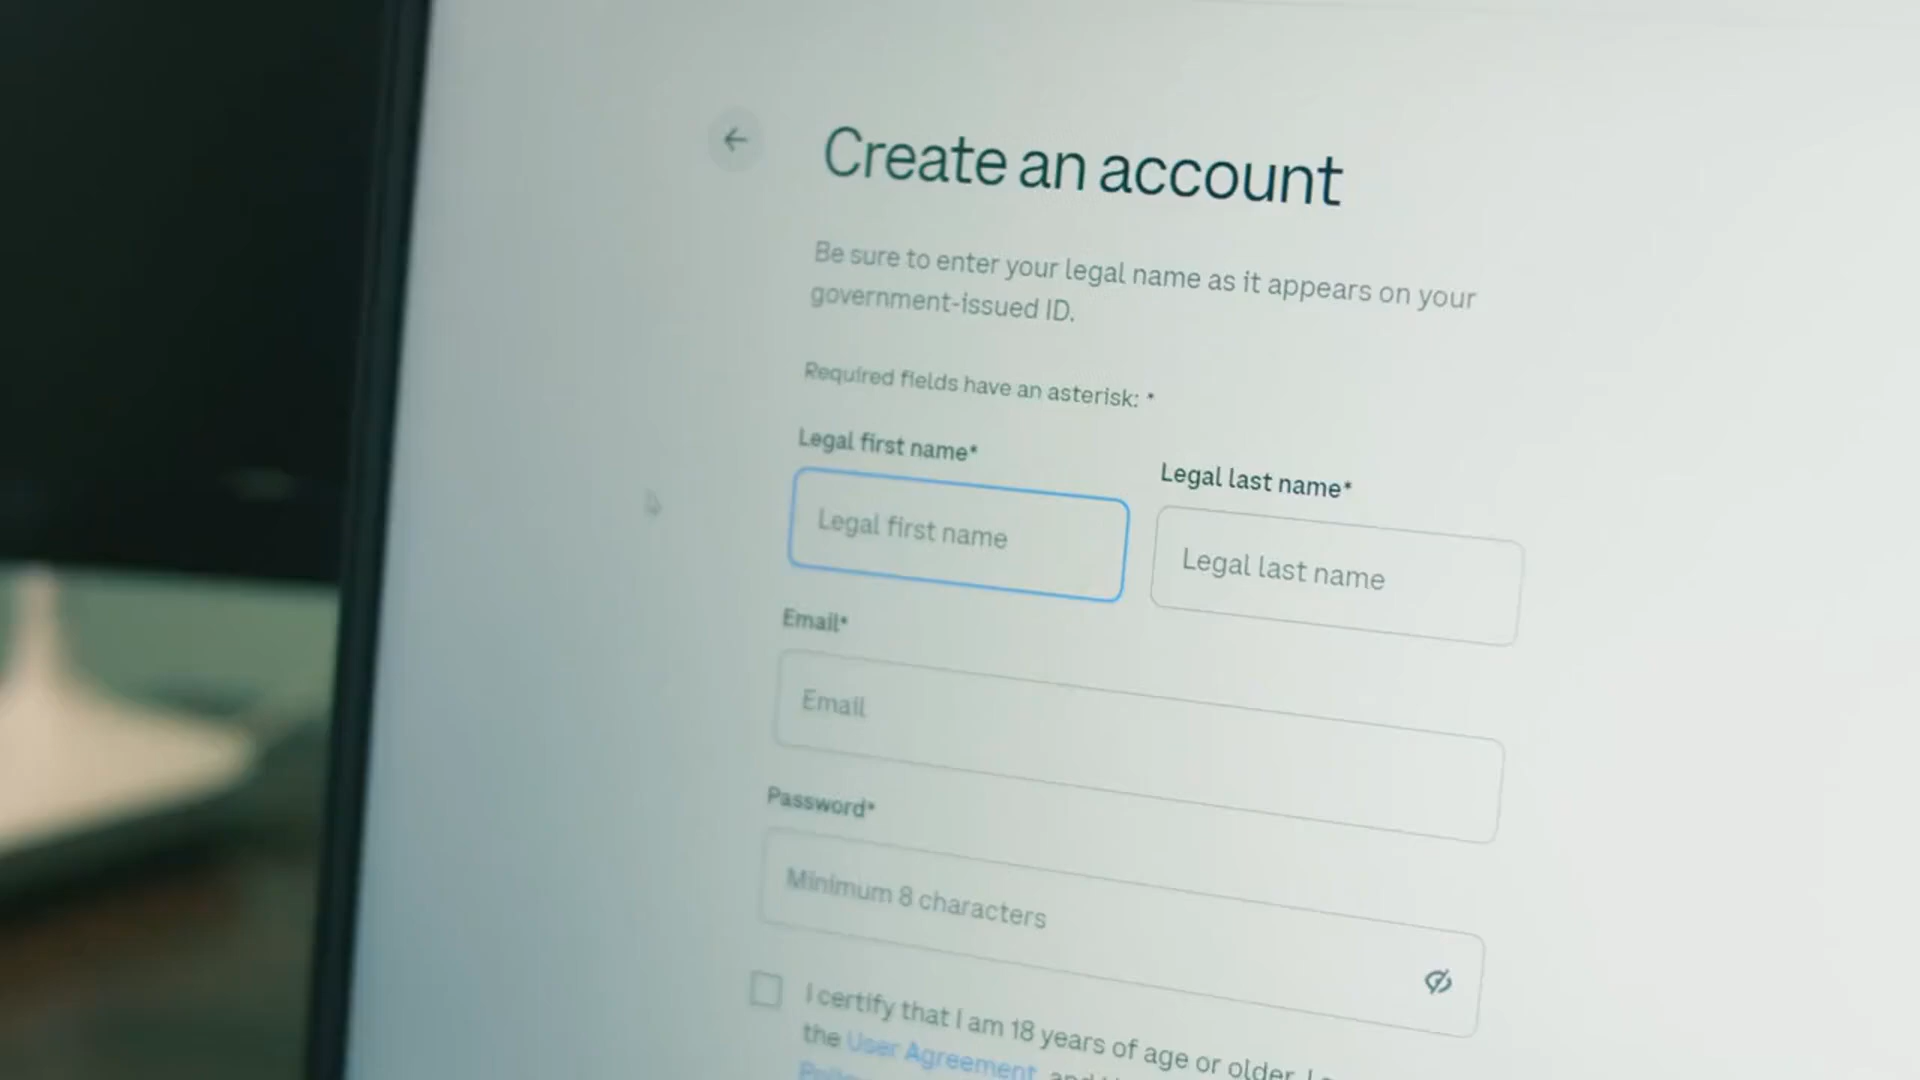 Create an account
Be sure to enter your legal name as it appears on your
government-issued ID.
Required fields have an asterisk: *
Legal first name*
Legal last name*
Legal first name
Legal last name
Email*
Email
Password*
Minimum 8 characters
I certify that I am 18 years of age or older, I
the User Agreement, and